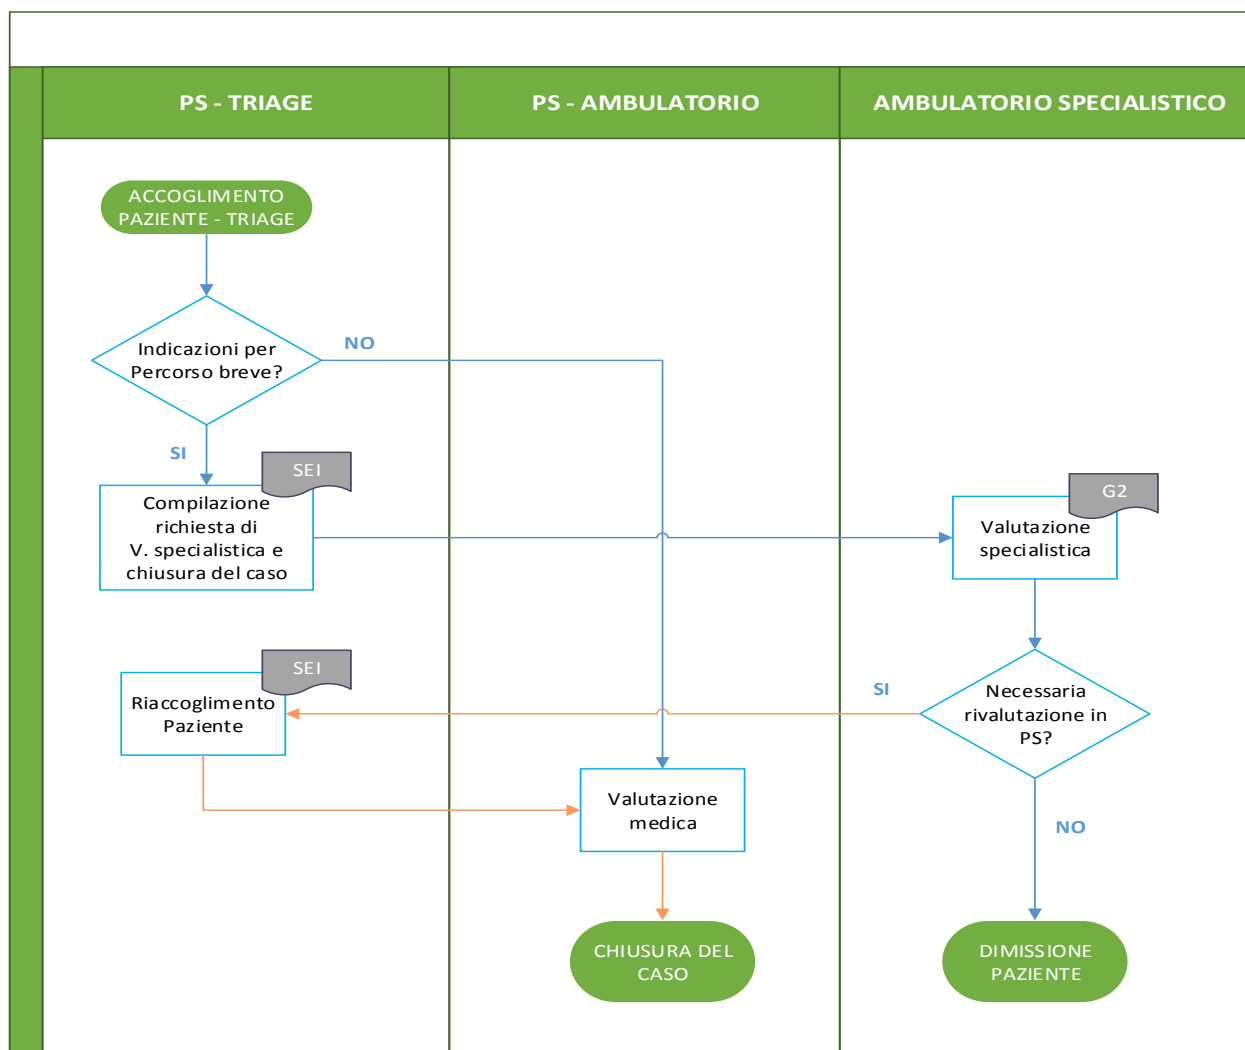 PS - TRIAGE
PS - AMBULATORIO
AMBULATORIO SPECIALISTICO
ACCOGLIMENTO
PAZIENTE - TRIAGE
Indicazioni per
Percorso breve?
NO
SI
SEI
Compilazione
richiesta di
V. specialistica e
chiusura del caso
G2
Valutazione
specialistica
SEI
Riaccoglimento
Paziente
SI
Necessaria
rivalutazione in
PS?
Valutazione
medica
NO
CHIUSURA DEL
CASO
DIMISSIONE
PAZIENTE